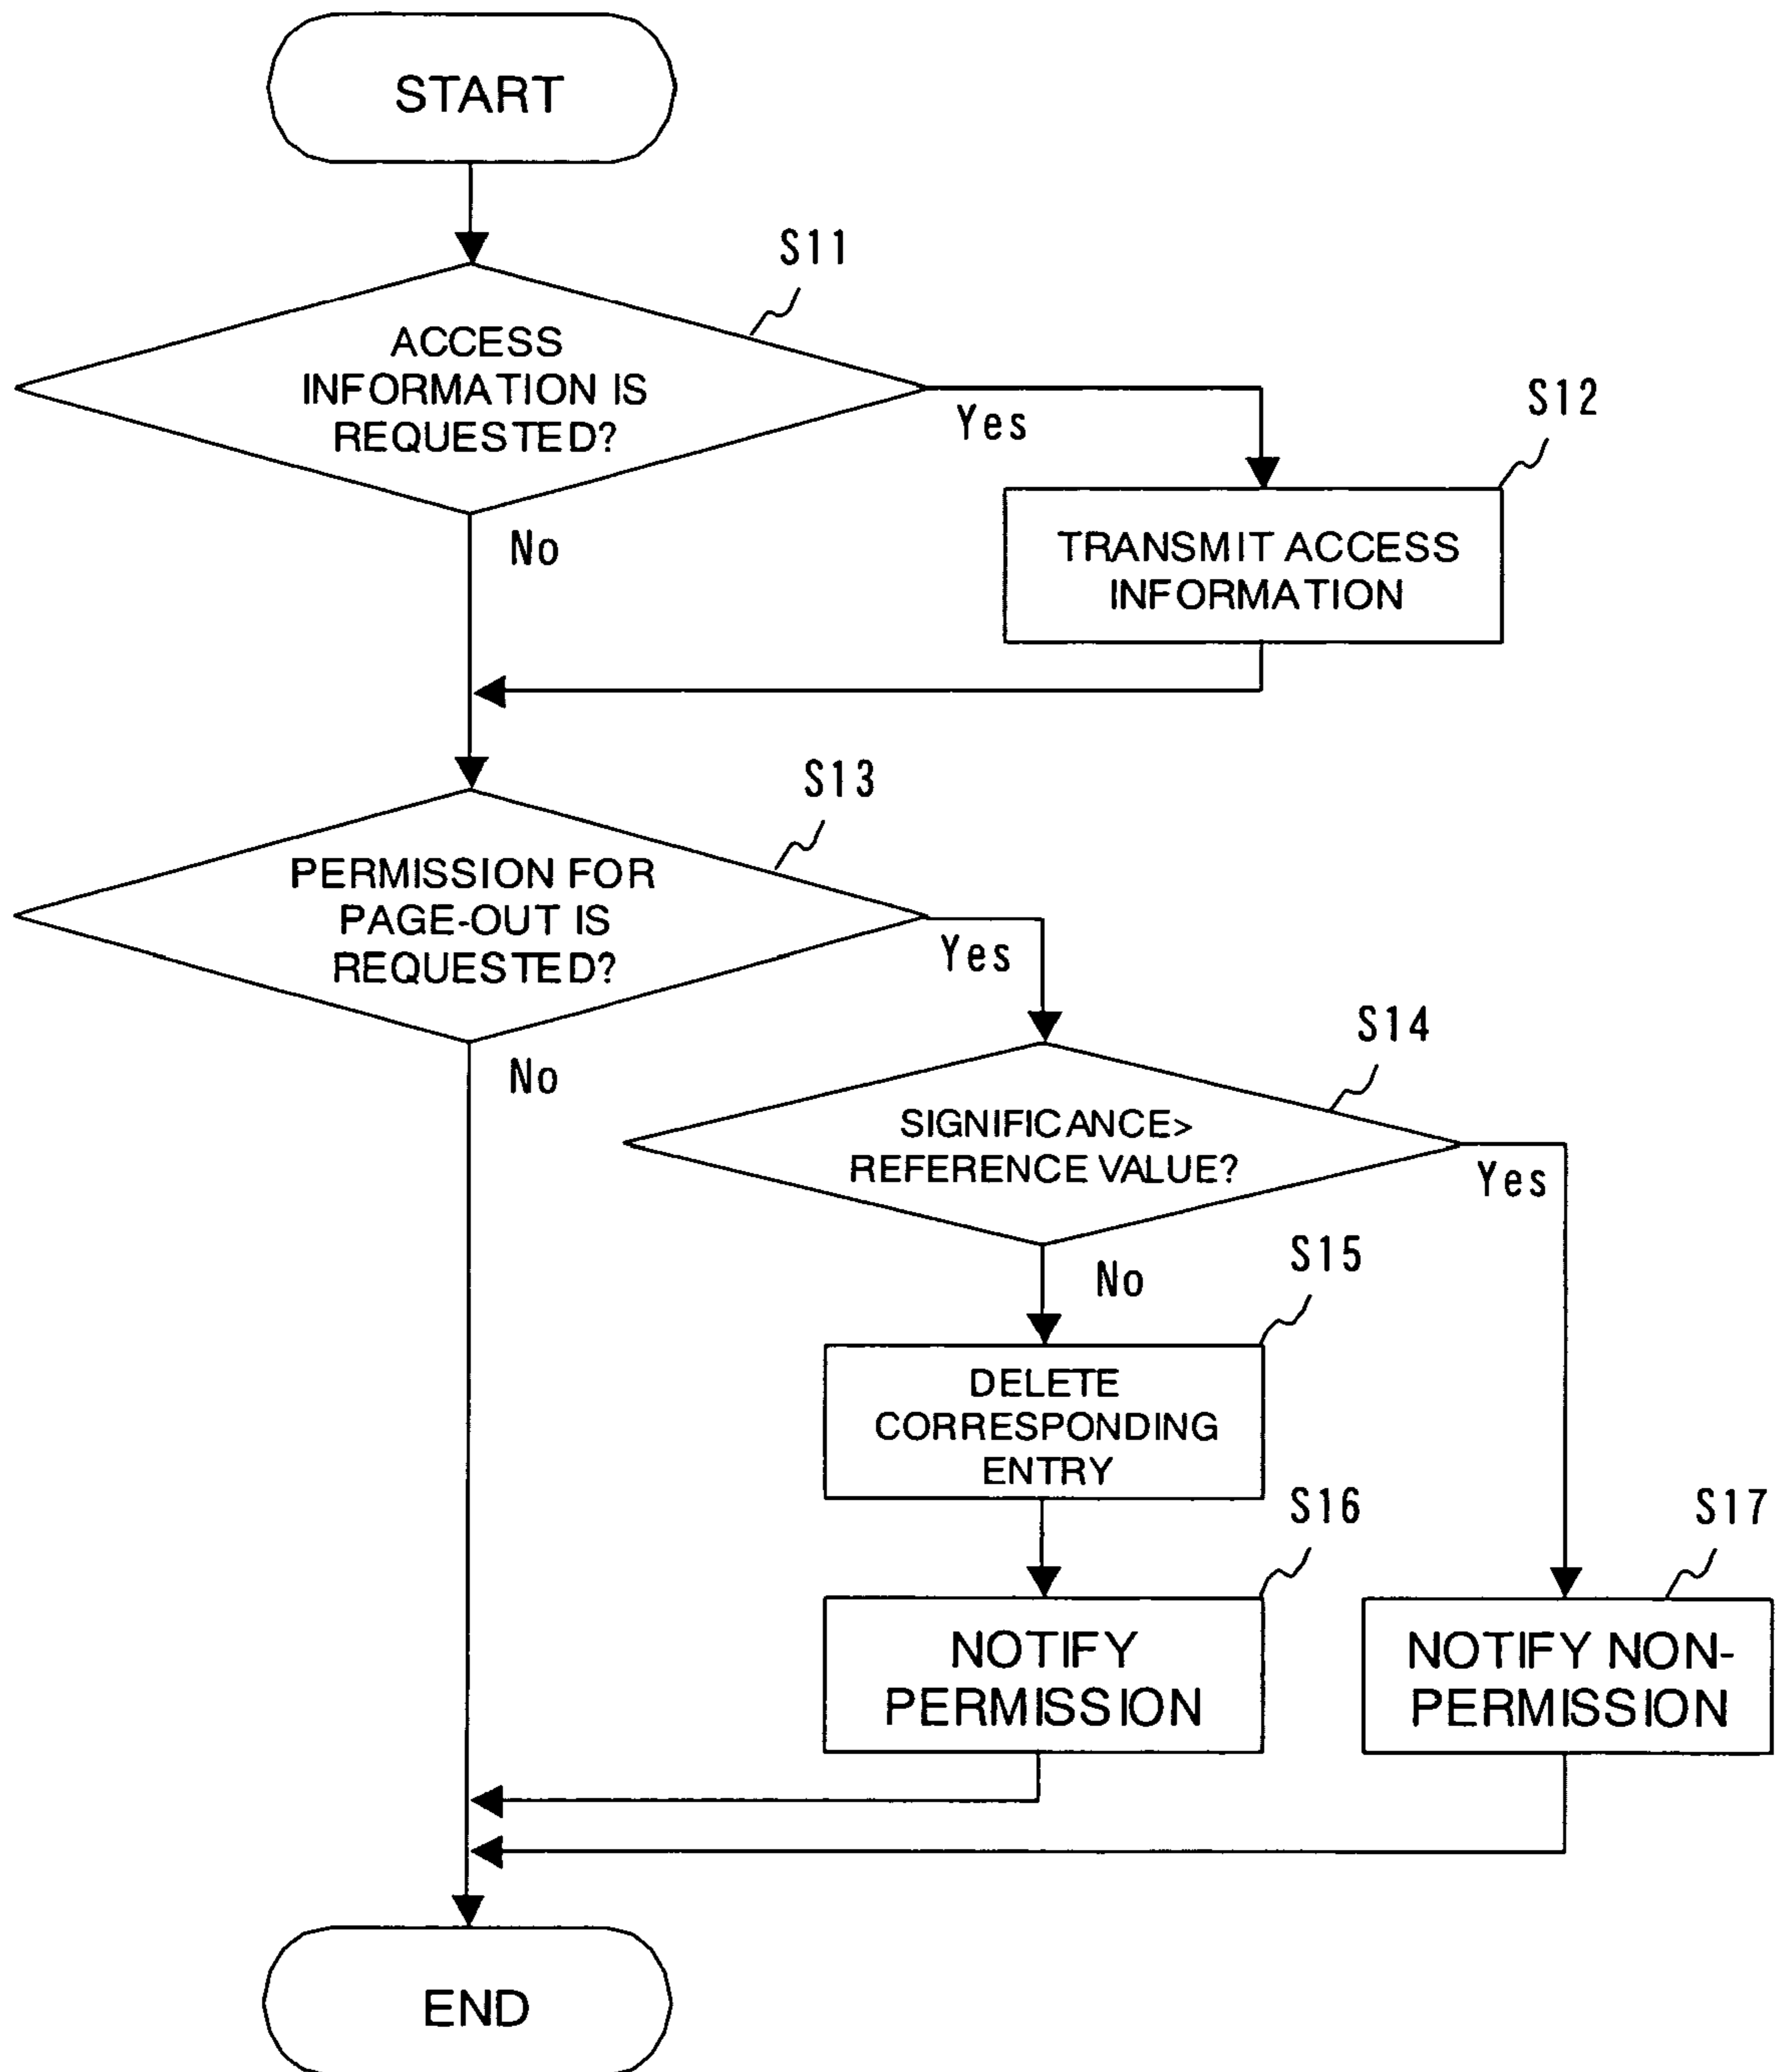 START
S11
ACCESS
INFORMATION IS
REQUESTED?
Yes
S12
No
TRANSMIT ACCESS
INFORMATION
S13
PERMISSION FOR
PAGE-OUT IS
REQUESTED?
Yes
No
S14
SIGNIFICANCE>
REFERENCE VALUE?
Yes
No
S15
DELETE
CORRESPONDING
ENTRY
S16
S17
NOTIFY
PERMISSION
NOTIFY NON-
PERMISSION
END